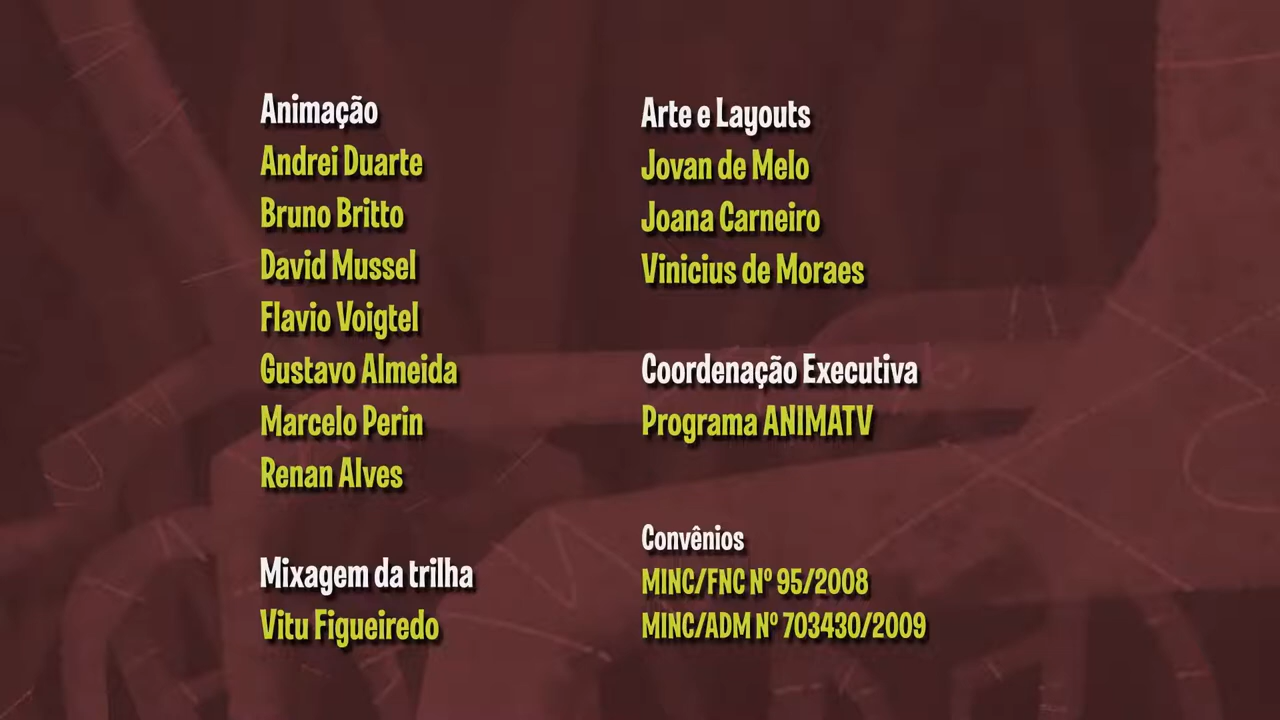 Animação
Andrei Duarte
Bruno Britto
David Mussel
Flavio Voigtel
Gustavo Almeida
Marcelo Perin
Renan Alves
Mixagem da trilha
Vitu Figueiredo
Arte e Layouts
Jovan de Melo
Joana Carneiro
Vinicius de Moraes
Coordenação Executiva
Programa ANIMATV
Convênios
MINC/FNC Nº 95/2008
MINC/ADM Nº 703430/2009